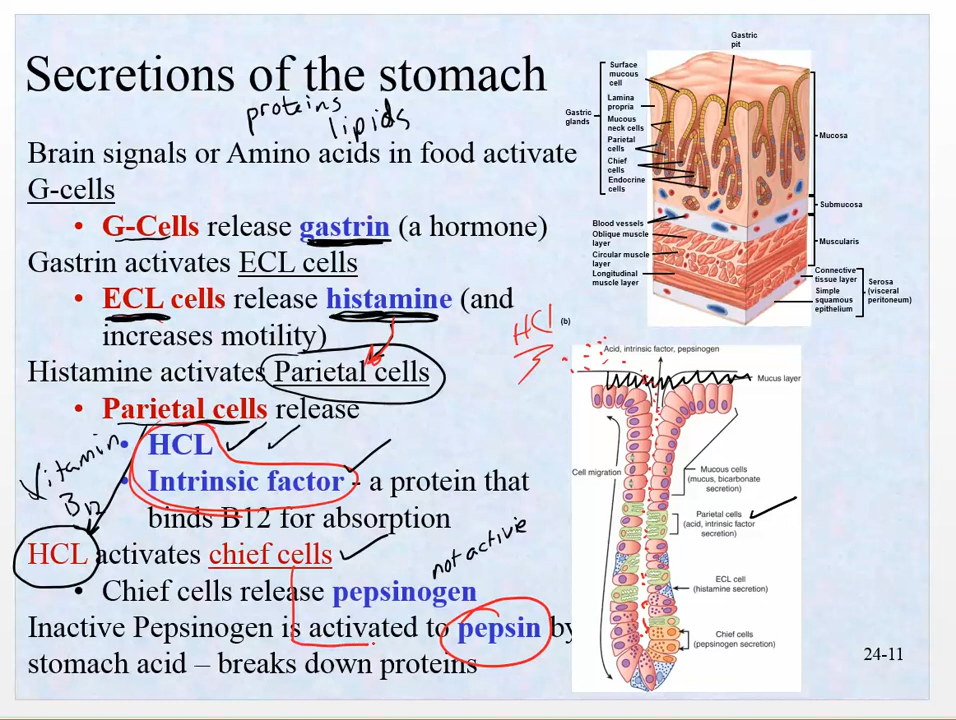 Secretions of the stomach
proteins
lipids
Brain signals or Amino acids in food activate
G-cells
• G-Cells release gastrin (a hormone)
Gastrin activates ECL cells
• ECL cells release histamine (and
increases motility)
Histamine activates Parietal cells
• Parietal cells release
• HCL
• Intrinsic factor - a protein that
binds B12 for absorption
Vitamin
B12
HCL activates chief cells
not active
• Chief cells release pepsinogen
Inactive Pepsinogen is activated to pepsin by
stomach acid – breaks down proteins
Gastric
pit
Surface
mucous
cell
Lamina
propria
Gastric
glands
Mucous
neck cells
Parietal
cells
Chief
cells
Endocrine
cells
Mucosa
Submucosa
Blood vessels
Oblique muscle
layer
Circular muscle
layer
Longitudinal
muscle layer
Muscularis
Connective
tissue layer
Simple
squamous
epithelium
Serosa
(visceral
peritoneum)
(b)
HCl
Acid, intrinsic factor, pepsinogen
Mucus layer
Cell migration
Mucous cells
(mucus, bicarbonate
secretion)
Parietal cells
(acid, intrinsic factor
secretion)
ECL cell
(histamine secretion)
Chief cells
(pepsinogen secretion)
24-11